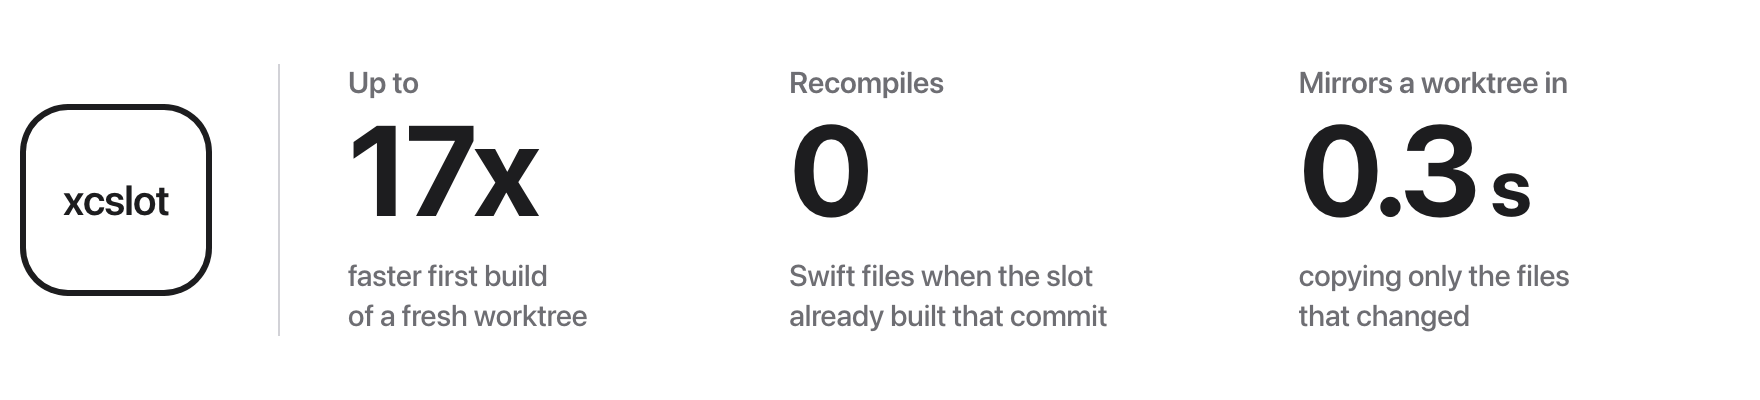 xcslot
Up to
17x
faster first build
of a fresh worktree
Recompiles
0
Swift files when the slot
already built that commit
Mirrors a worktree in
0.3 s
copying only the files
that changed